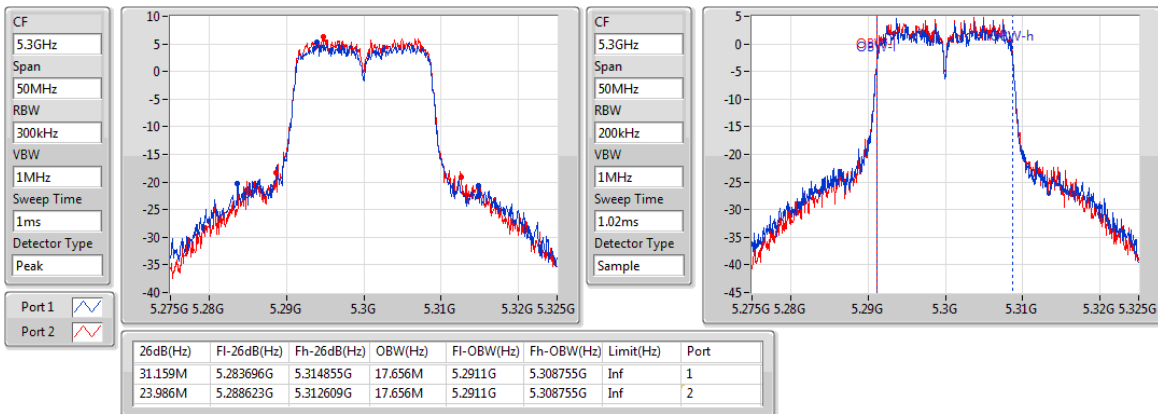 CF
5.3GHz
Span
50MHz
RBW
300kHz
VBW
1MHz
Sweep Time
1ms
Detector Type
Peak
Port 1
Port 2
10
5
0
-5
-10
-15
-20
-25
-30
-35
-40
5.275G 5.28G 5.29G 5.3G 5.31G 5.32G 5.325G
CF
5.3GHz
Span
50MHz
RBW
200kHz
VBW
1MHz
Sweep Time
1.02ms
Detector Type
Sample
5
0
-5
-10
-15
-20
-25
-30
-35
-40
-45
OBW-l
5.275G 5.28G 5.29G 5.3G 5.31G 5.32G 5.325G
26dB(Hz) Fl-26dB(Hz) Fh-26dB(Hz) OBW(Hz) Fl-OBW(Hz) Fh-OBW(Hz) Limit(Hz) Port
31.159M 5.283696G 5.314855G 17.656M 5.2911G 5.308755G Inf 1
23.986M 5.288623G 5.312609G 17.656M 5.2911G 5.308755G Inf 2